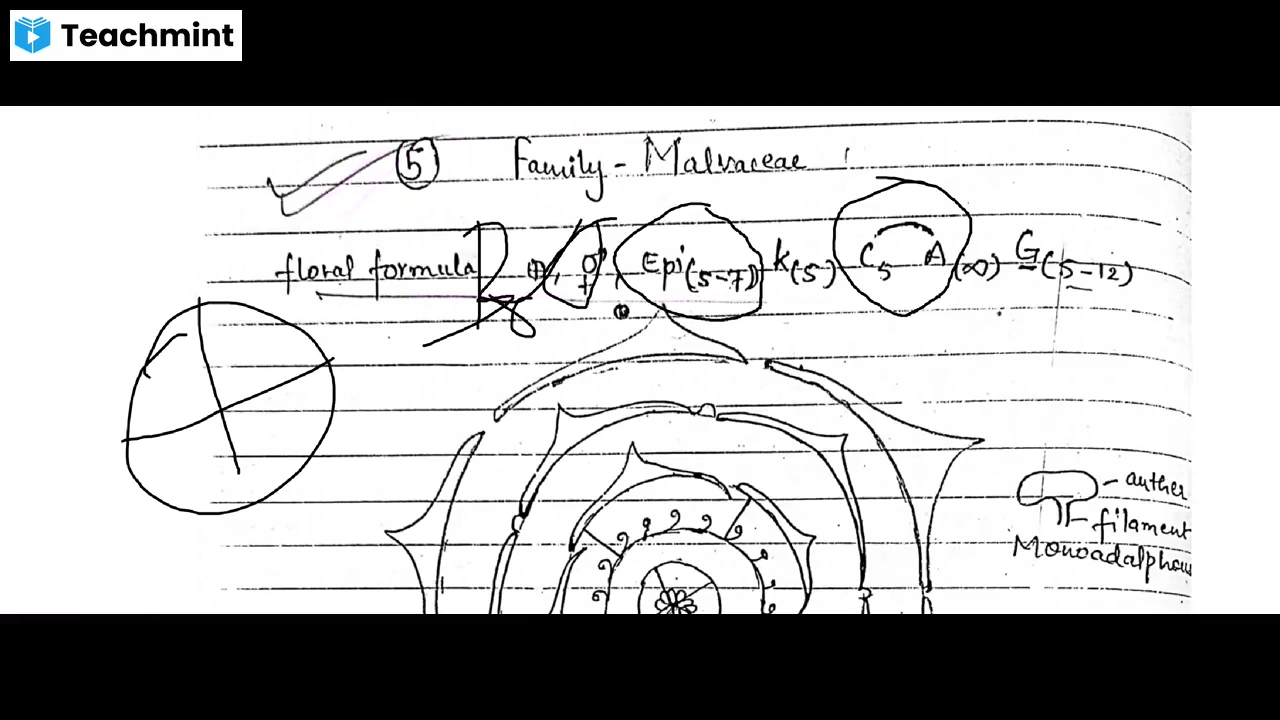 Teachmint
⑤ Family - Malvaceae
floral formula ⊕, ⚥, Epi(5-7) K(5) C5 A(∞) G(5-12)
anther
filament
Monoadalphous